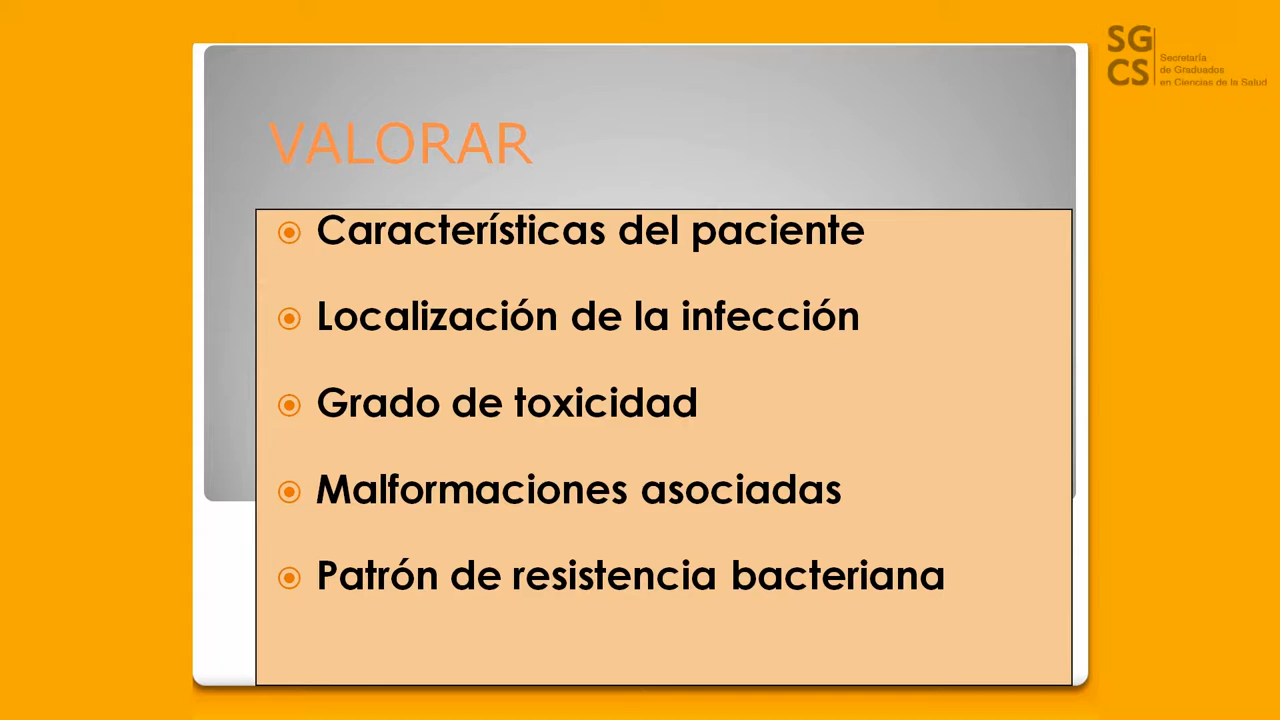 SG
CS
Secretaría
de Graduados
en Ciencias de la Salud
VALORAR
Características del paciente
Localización de la infección
Grado de toxicidad
Malformaciones asociadas
Patrón de resistencia bacteriana